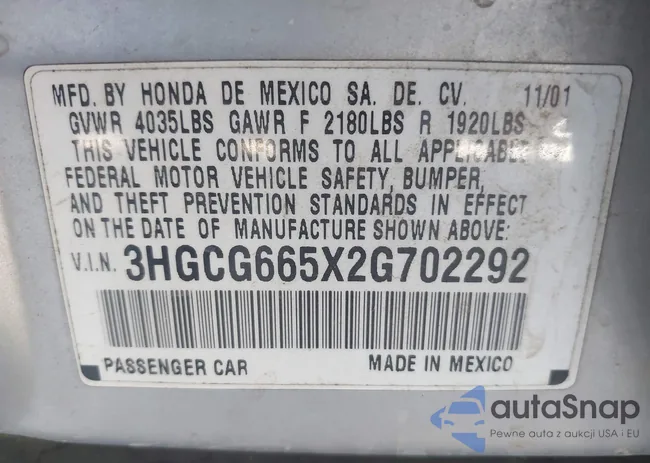 MFD. BY HONDA DE MEXICO SA. DE. CV. 11/01
GVWR 4035LBS GAWR F 2180LBS R 1920LBS
THIS VEHICLE CONFORMS TO ALL APPLICABLE
FEDERAL MOTOR VEHICLE SAFETY, BUMPER,
AND THEFT PREVENTION STANDARDS IN EFFECT
ON THE DATE OF MANUFACTURE SHOWN ABOVE:
V.I.N. 3HGCG665X2G702292
PASSENGER CAR MADE IN MEXICO
autaSnap
Pewne auta z aukcji USA i EU